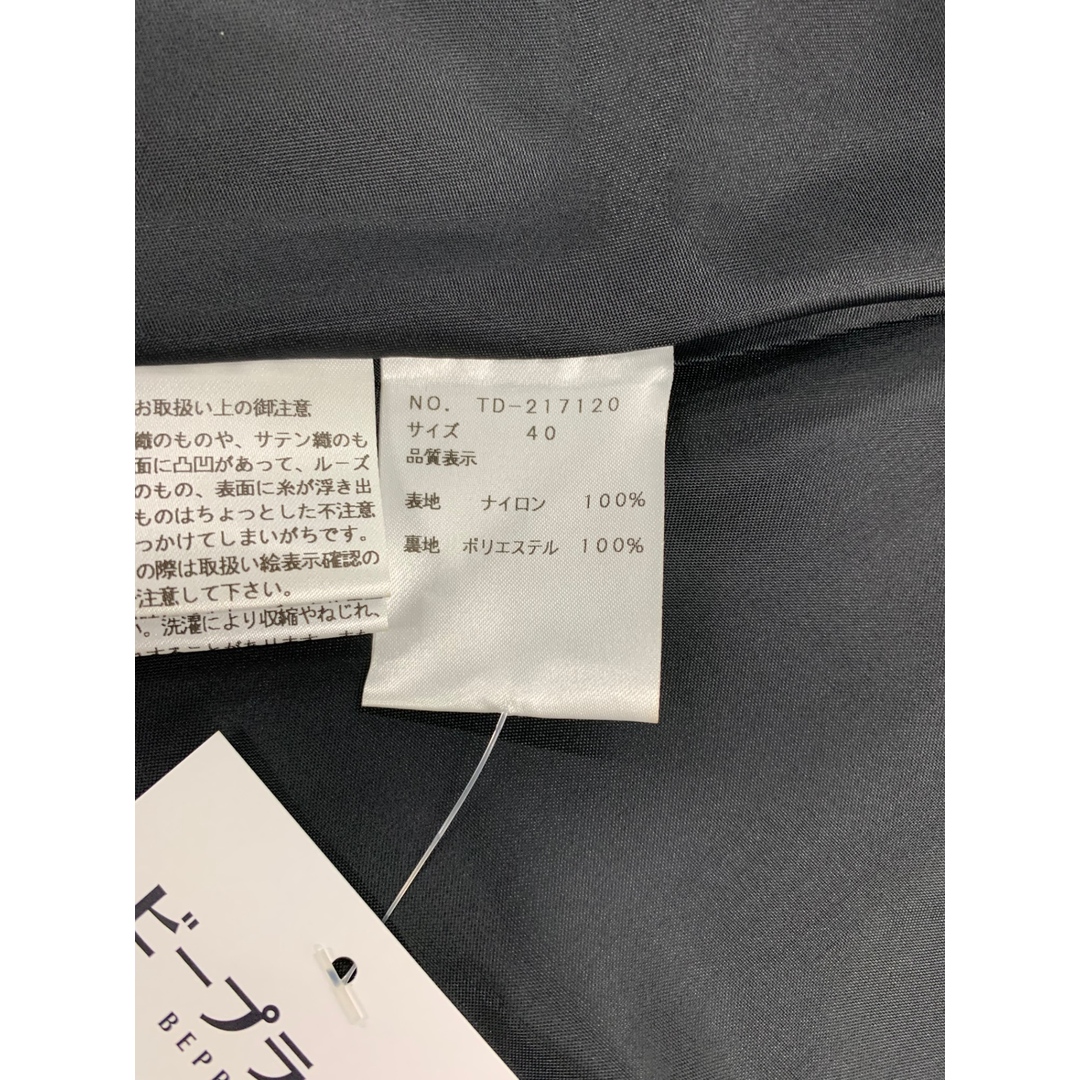 お取扱い上の御注意
織のものや、サテン織のも
面に凸凹があって、ルーズ
のもの、表面に糸が浮き出
ものはちょっとした不注意
っかけてしまいがちです。
の際は取扱い絵表示確認の
注意して下さい。
い。洗濯により収縮やねじれ、
NO. TD-217120
サイズ 40
品質表示
表地 ナイロン 100%
裏地 ポリエステル 100%
ビープラ
BEPR